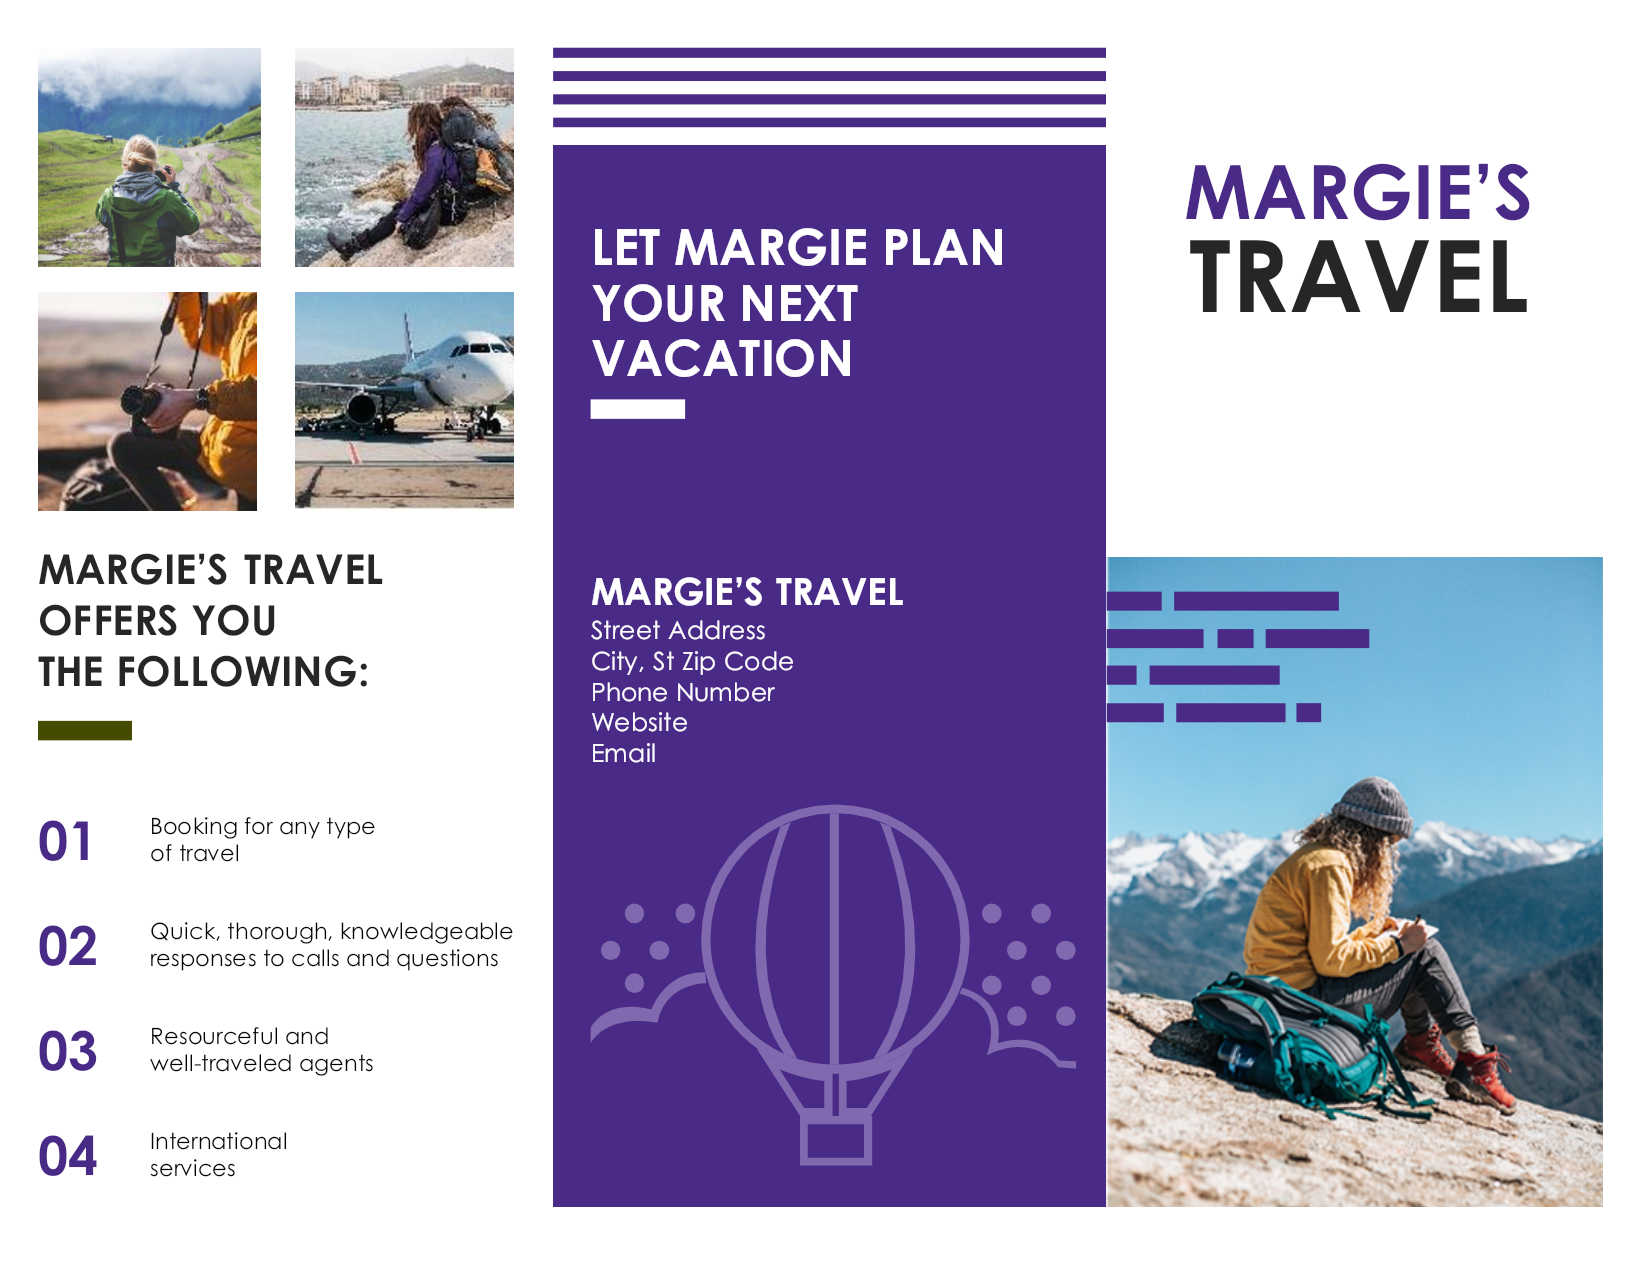 MARGIE’S TRAVEL
OFFERS YOU
THE FOLLOWING:
01
Booking for any type
of travel
02
Quick, thorough, knowledgeable
responses to calls and questions
03
Resourceful and
well-traveled agents
04
International
services
LET MARGIE PLAN
YOUR NEXT
VACATION
MARGIE’S TRAVEL
Street Address
City, St Zip Code
Phone Number
Website
Email
MARGIE’S
TRAVEL